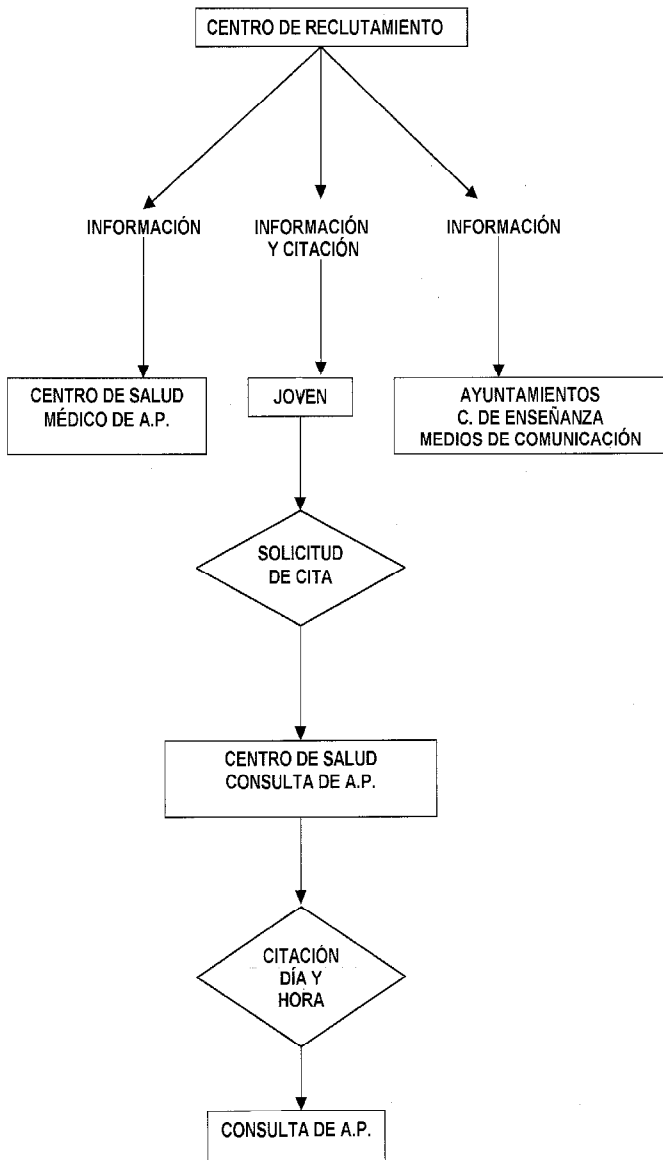 CENTRO DE RECLUTAMIENTO
INFORMACIÓN
INFORMACIÓN
Y CITACIÓN
INFORMACIÓN
CENTRO DE SALUD
MÉDICO DE A.P.
JOVEN
AYUNTAMIENTOS
C. DE ENSEÑANZA
MEDIOS DE COMUNICACIÓN
SOLICITUD
DE CITA
CENTRO DE SALUD
CONSULTA DE A.P.
CITACIÓN
DÍA Y
HORA
CONSULTA DE A.P.